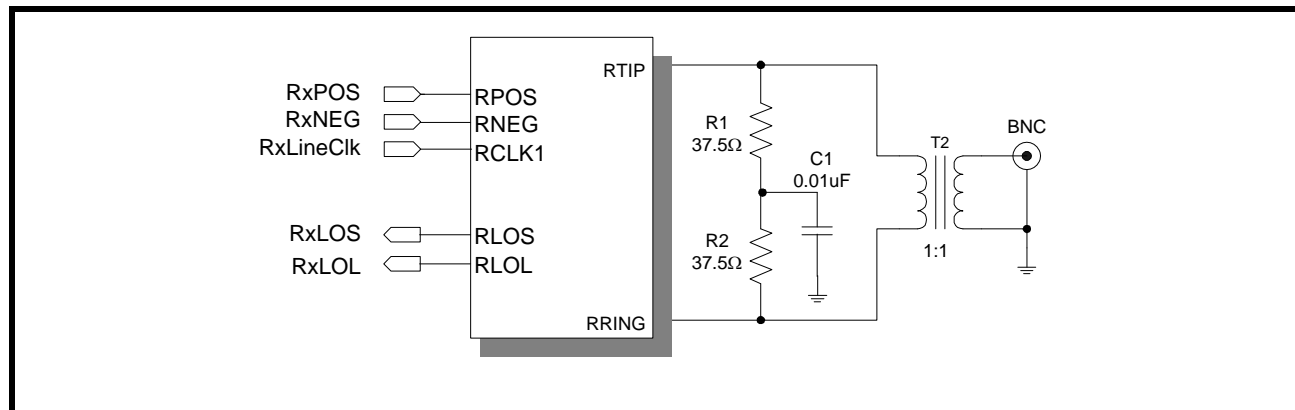 RxPOS
RxNEG
RxLineClk
RxLOS
RxLOL
RPOS
RNEG
RCLK1
RLOS
RLOL
RTIP
RRING
R1
37.5Ω
C1
0.01uF
R2
37.5Ω
T2
1:1
BNC